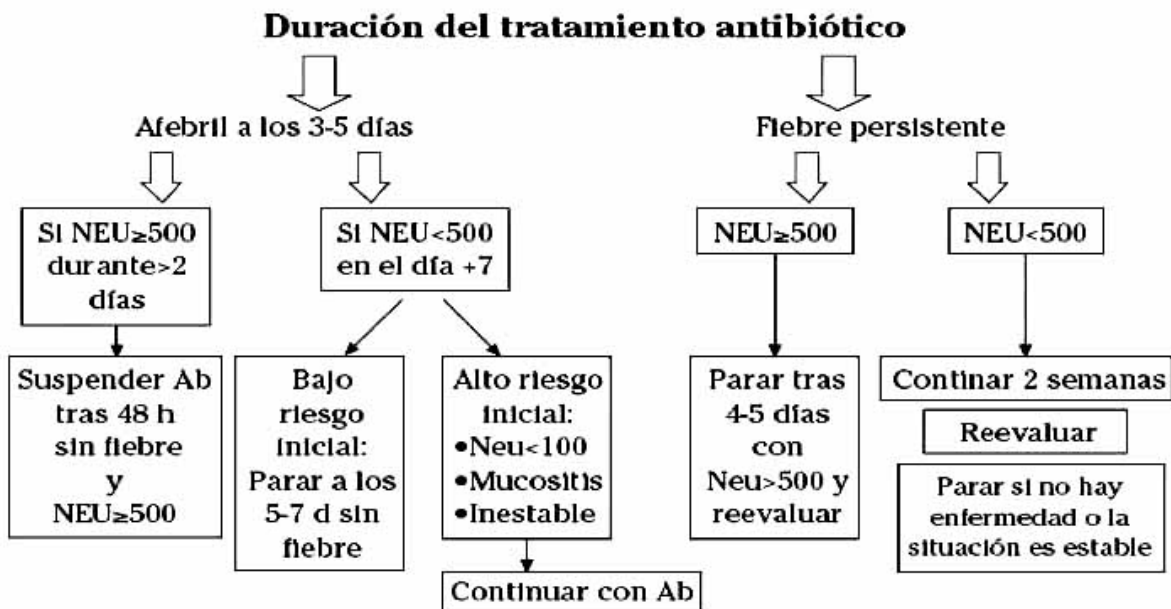 Duración del tratamiento antibiótico
Afebril a los 3-5 días
Fiebre persistente
Si NEU≥500
durante>2
días
Si NEU<500
en el día +7
NEU≥500
NEU<500
Suspender Ab
tras 48 h
sin fiebre
y
NEU≥500
Bajo
riesgo
inicial:
Parar a los
5-7 d sin
fiebre
Alto riesgo
inicial:
•Neu<100
•Mucositis
•Inestable
Continuar con Ab
Parar tras
4-5 días
con
Neu>500 y
reevaluar
Continar 2 semanas
Reevaluar
Parar si no hay
enfermedad o la
situación es estable